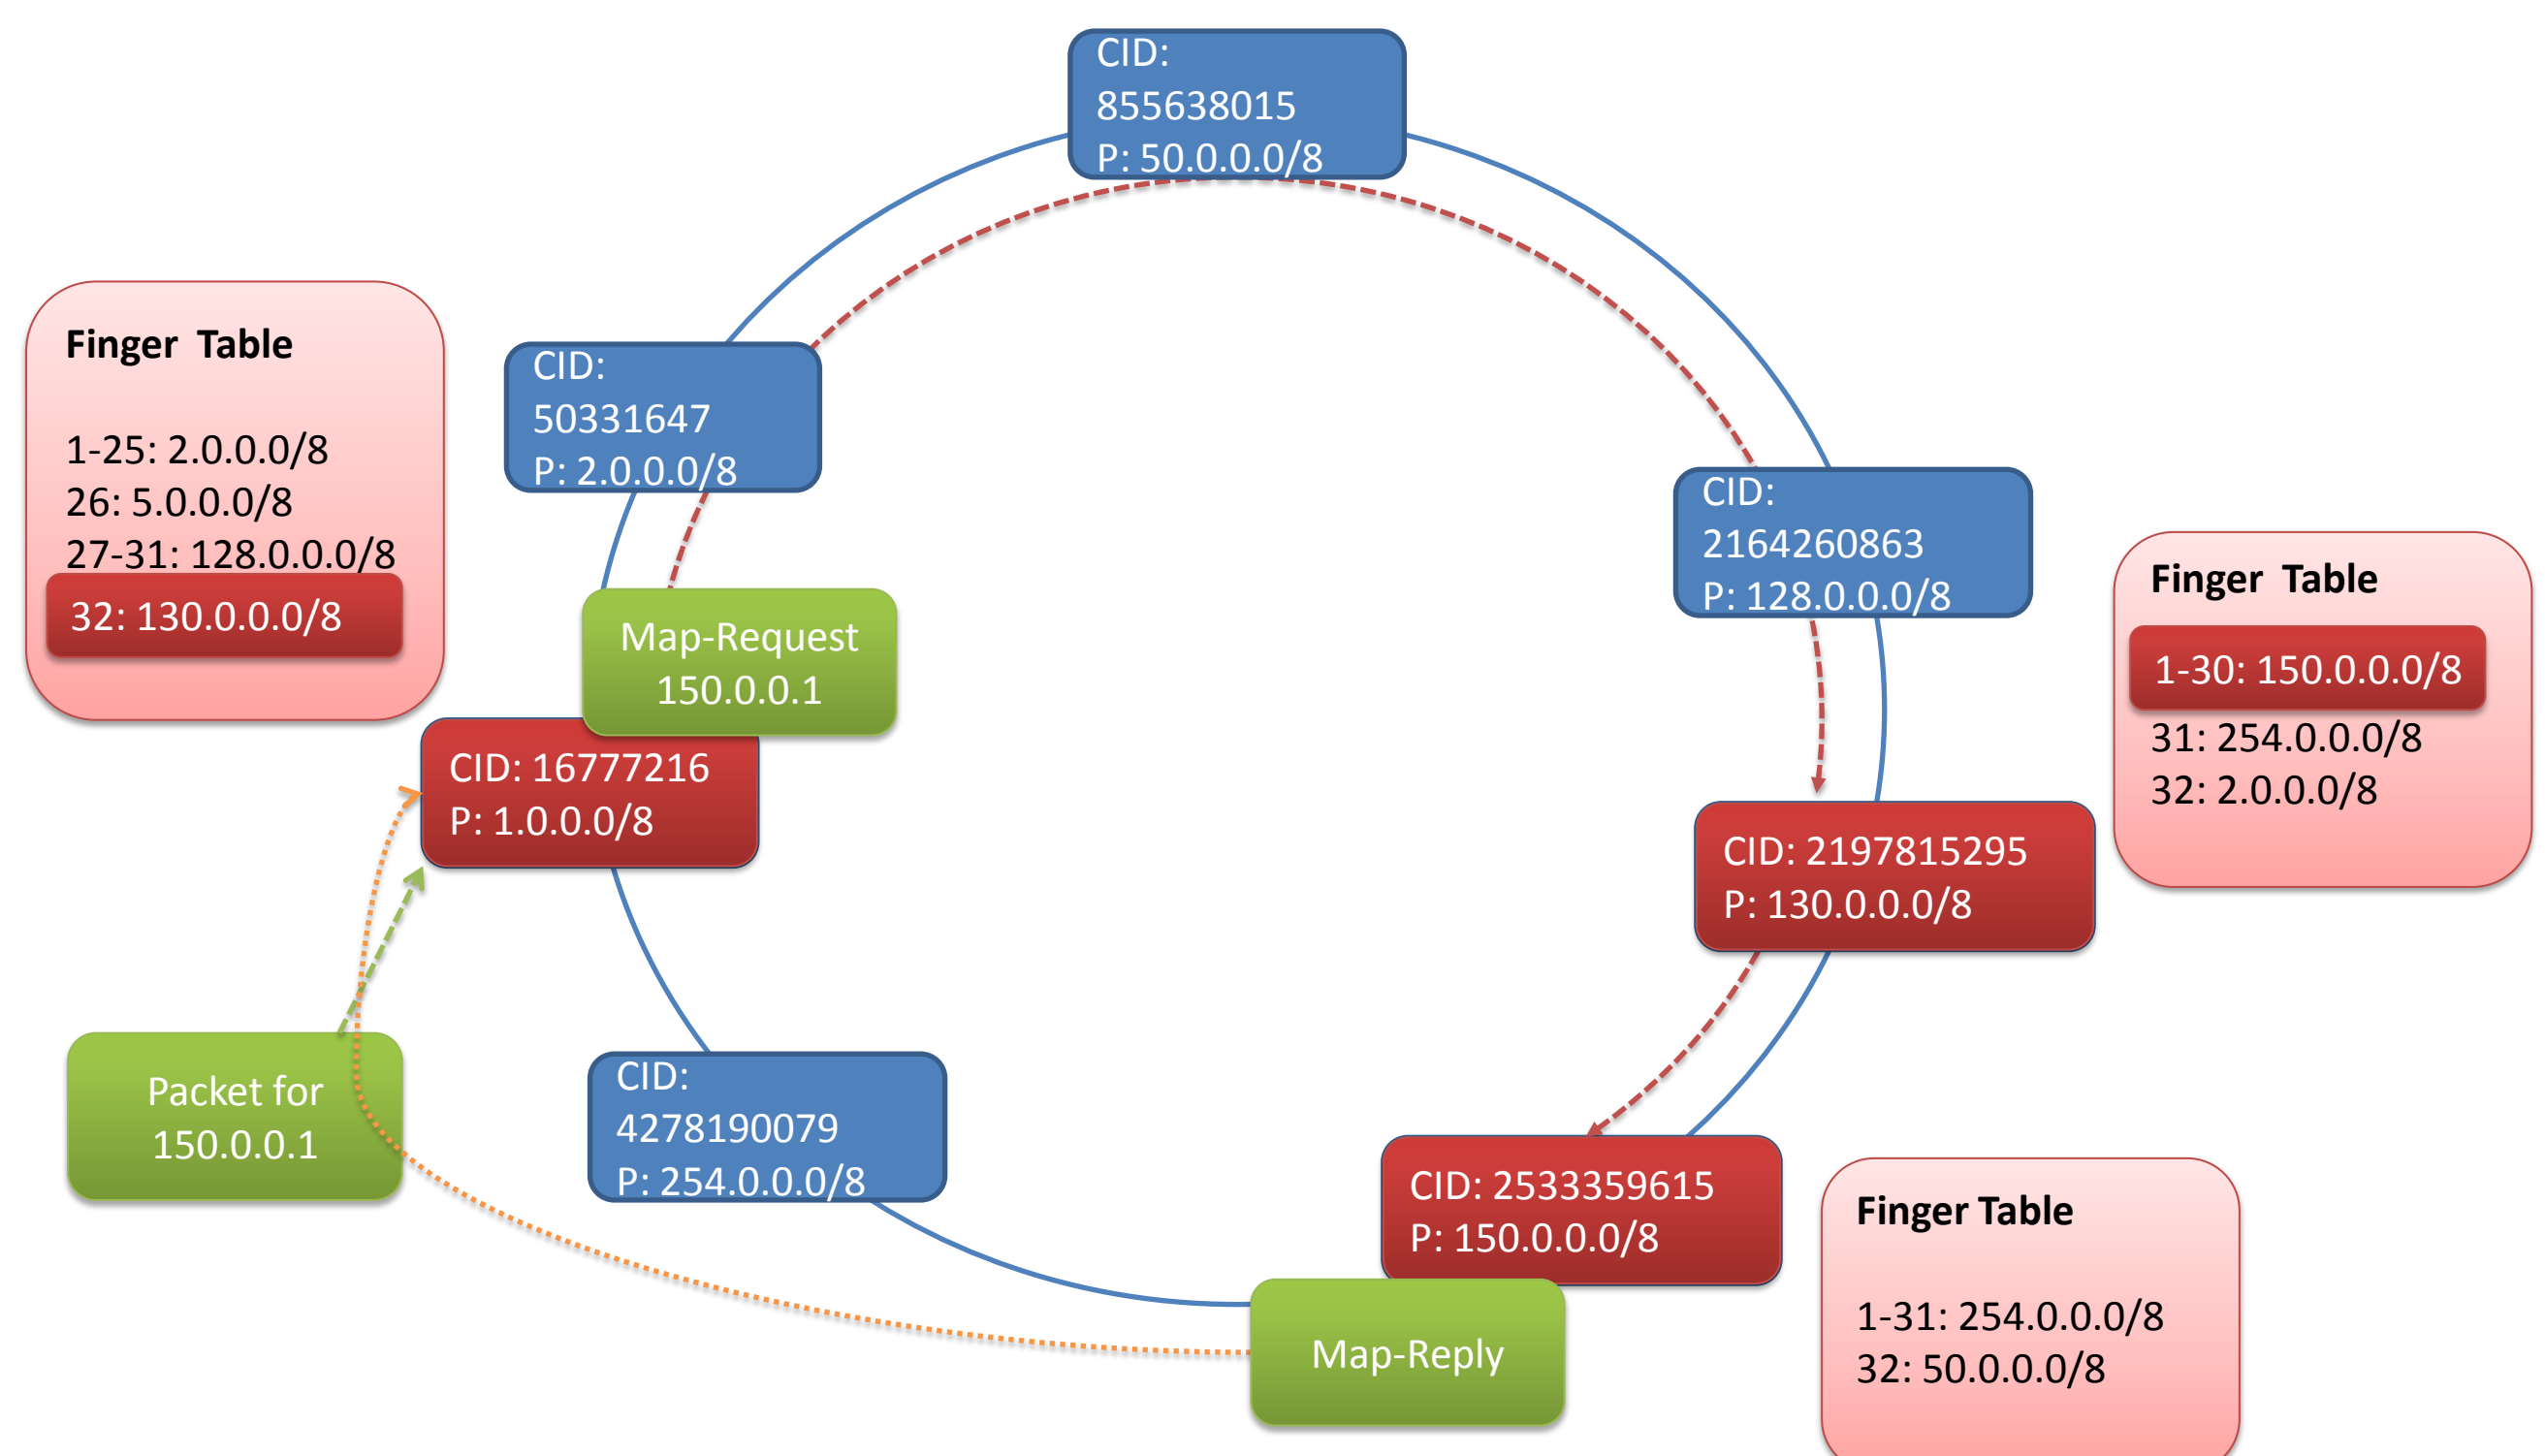 CID:
855638015
P: 50.0.0.0/8
Finger Table
1-25: 2.0.0.0/8
26: 5.0.0.0/8
27-31: 128.0.0.0/8
32: 130.0.0.0/8
CID:
50331647
P: 2.0.0.0/8
CID:
2164260863
P: 128.0.0.0/8
Finger Table
1-30: 150.0.0.0/8
31: 254.0.0.0/8
32: 2.0.0.0/8
Map-Request
150.0.0.1
CID: 16777216
P: 1.0.0.0/8
CID: 2197815295
P: 130.0.0.0/8
Packet for
150.0.0.1
CID:
4278190079
P: 254.0.0.0/8
CID: 2533359615
P: 150.0.0.0/8
Finger Table
1-31: 254.0.0.0/8
32: 50.0.0.0/8
Map-Reply